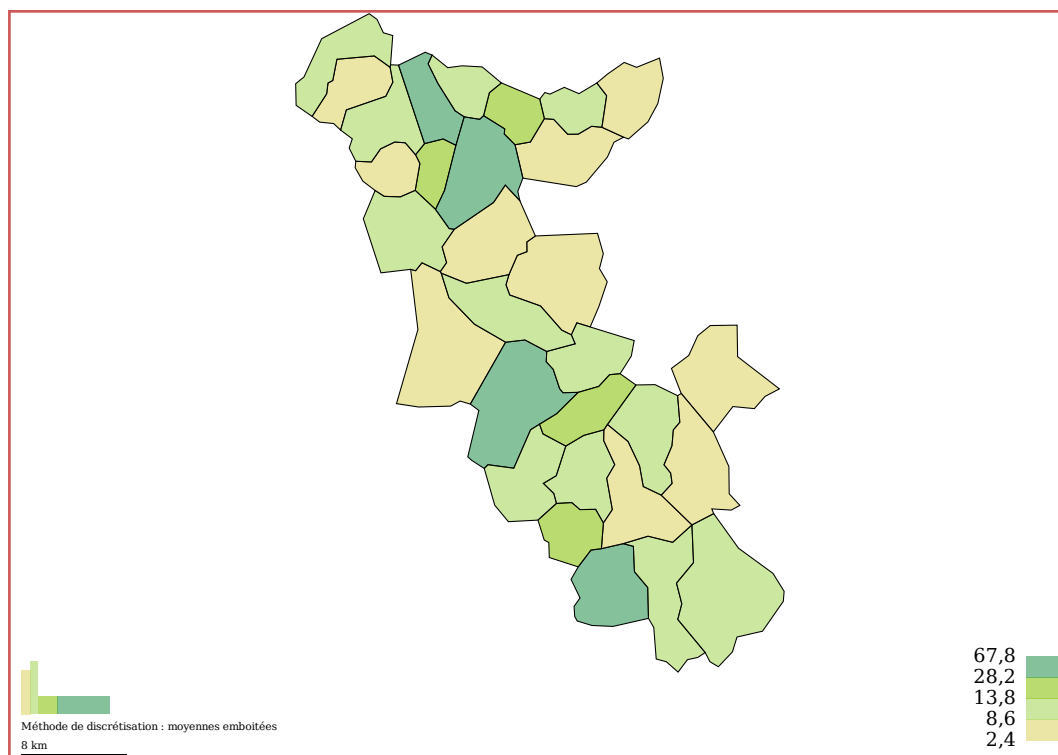 67,8
28,2
13,8
8,6
2,4
Méthode de discrétisation : moyennes emboitées
8 km